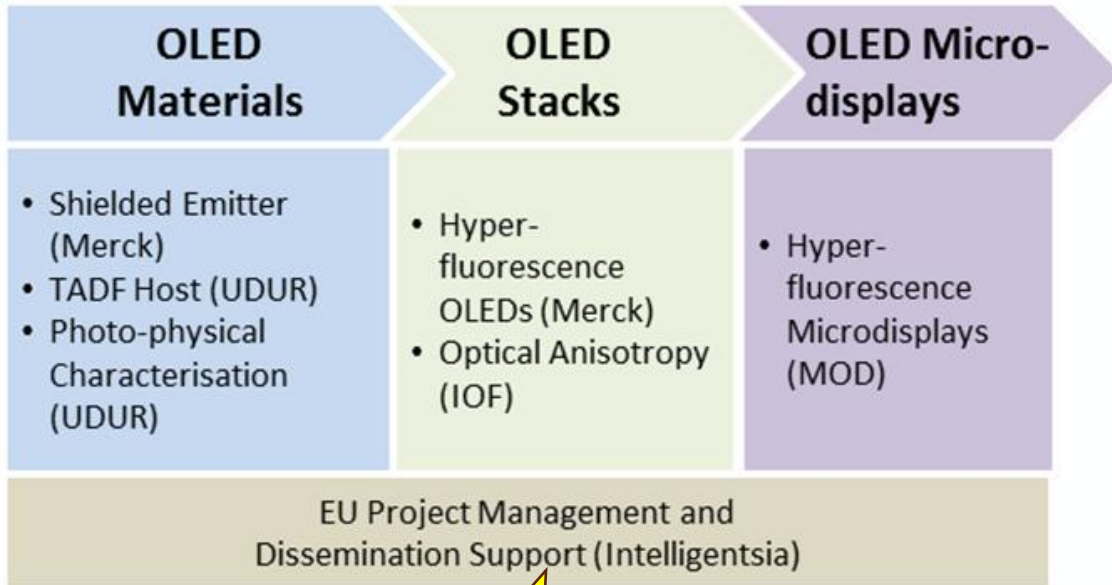 OLED
Materials
OLED
Stacks
OLED Micro-
displays
• Shielded Emitter
(Merck)
• TADF Host (UDUR)
• Photo-physical
Characterisation
(UDUR)
• Hyper-
fluorescence
OLEDs (Merck)
• Optical Anisotropy
(IOF)
• Hyper-
fluorescence
Microdisplays
(MOD)
EU Project Management and
Dissemination Support (Intelligentsia)